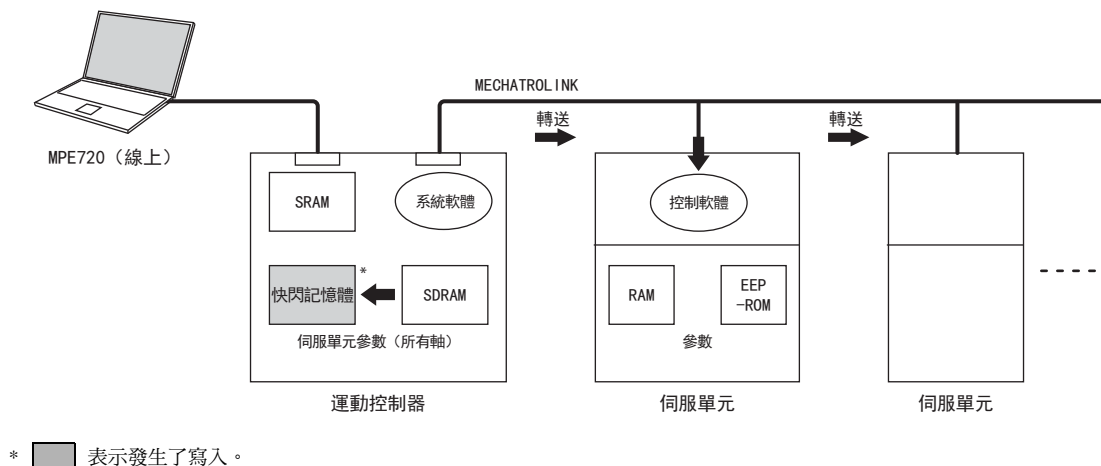 MECHATROLINK
轉送
轉送
MPE720（線上）
SRAM
系統軟體
控制軟體
快閃記憶體
*
SDRAM
RAM
EEP
-ROM
伺服單元參數（所有軸）
參數
運動控制器
伺服單元
伺服單元
* 表示發生了寫入。